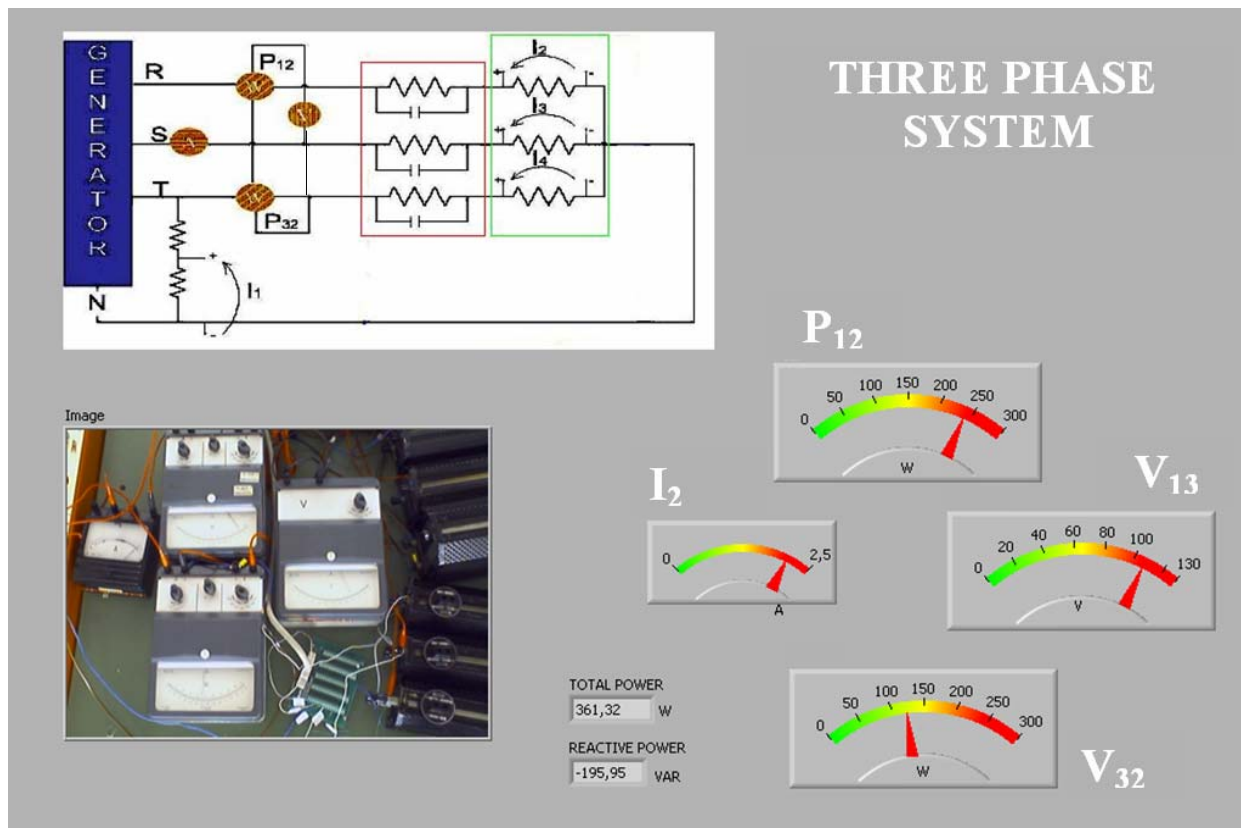 GENERATOR
R
S
T
N
P12
P32
I1
I2
+
-
I3
+
-
I4
+
-
+
-
W
A
V
W
THREE PHASE
SYSTEM
P12
0 50 100 150 200 250 300
W
I2
0 2,5
A
V13
0 20 40 60 80 100 130
V
V32
0 50 100 150 200 250 300
W
Image
V
TOTAL POWER
361,32 W
REACTIVE POWER
-195,95 VAR